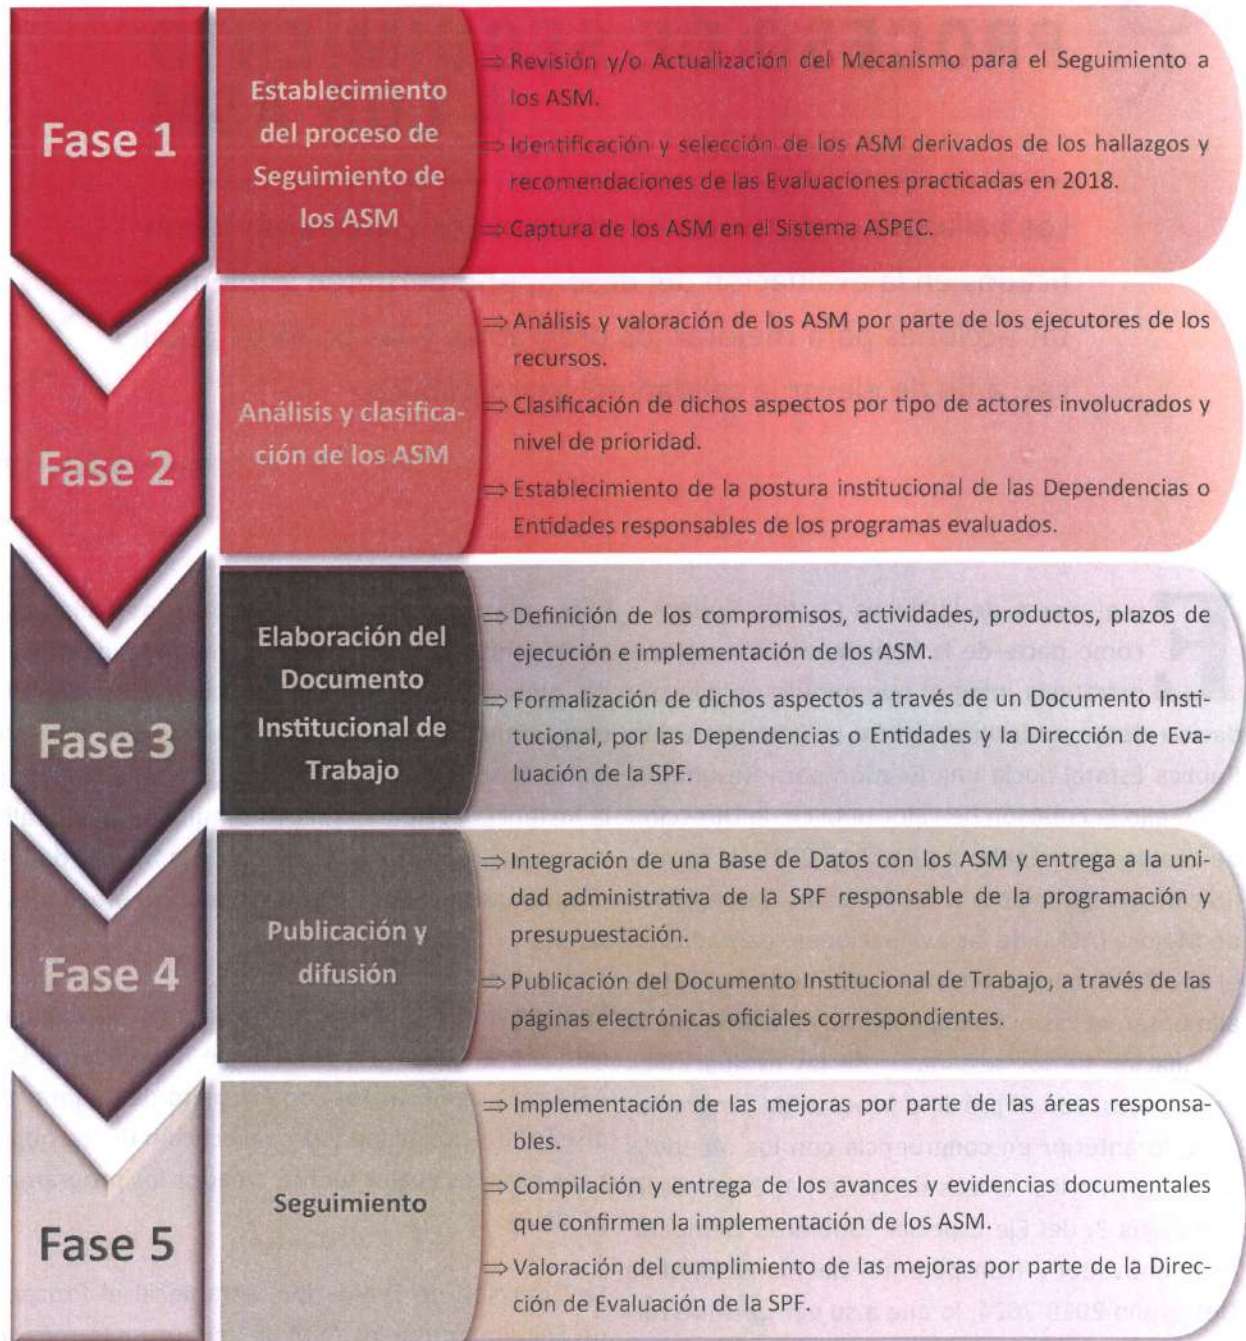 Fase 1
Establecimiento
del proceso de
Seguimiento de
los ASM
⇒ Revisión y/o Actualización del Mecanismo para el Seguimiento a
los ASM.
⇒ Identificación y selección de los ASM derivados de los hallazgos y
recomendaciones de las Evaluaciones practicadas en 2018.
⇒ Captura de los ASM en el Sistema ASPEC.
Fase 2
Análisis y clasifica-
ción de los ASM
⇒ Análisis y valoración de los ASM por parte de los ejecutores de los
recursos.
⇒ Clasificación de dichos aspectos por tipo de actores involucrados y
nivel de prioridad.
⇒ Establecimiento de la postura institucional de las Dependencias o
Entidades responsables de los programas evaluados.
Fase 3
Elaboración del
Documento
Institucional de
Trabajo
⇒ Definición de los compromisos, actividades, productos, plazos de
ejecución e implementación de los ASM.
⇒ Formalización de dichos aspectos a través de un Documento Insti-
tucional, por las Dependencias o Entidades y la Dirección de Eva-
luación de la SPF.
Fase 4
Publicación y
difusión
⇒ Integración de una Base de Datos con los ASM y entrega a la uni-
dad administrativa de la SPF responsable de la programación y
presupuestación.
⇒ Publicación del Documento Institucional de Trabajo, a través de las
páginas electrónicas oficiales correspondientes.
Fase 5
Seguimiento
⇒ Implementación de las mejoras por parte de las áreas responsa-
bles.
⇒ Compilación y entrega de los avances y evidencias documentales
que confirmen la implementación de los ASM.
⇒ Valoración del cumplimiento de las mejoras por parte de la Direc-
ción de Evaluación de la SPF.